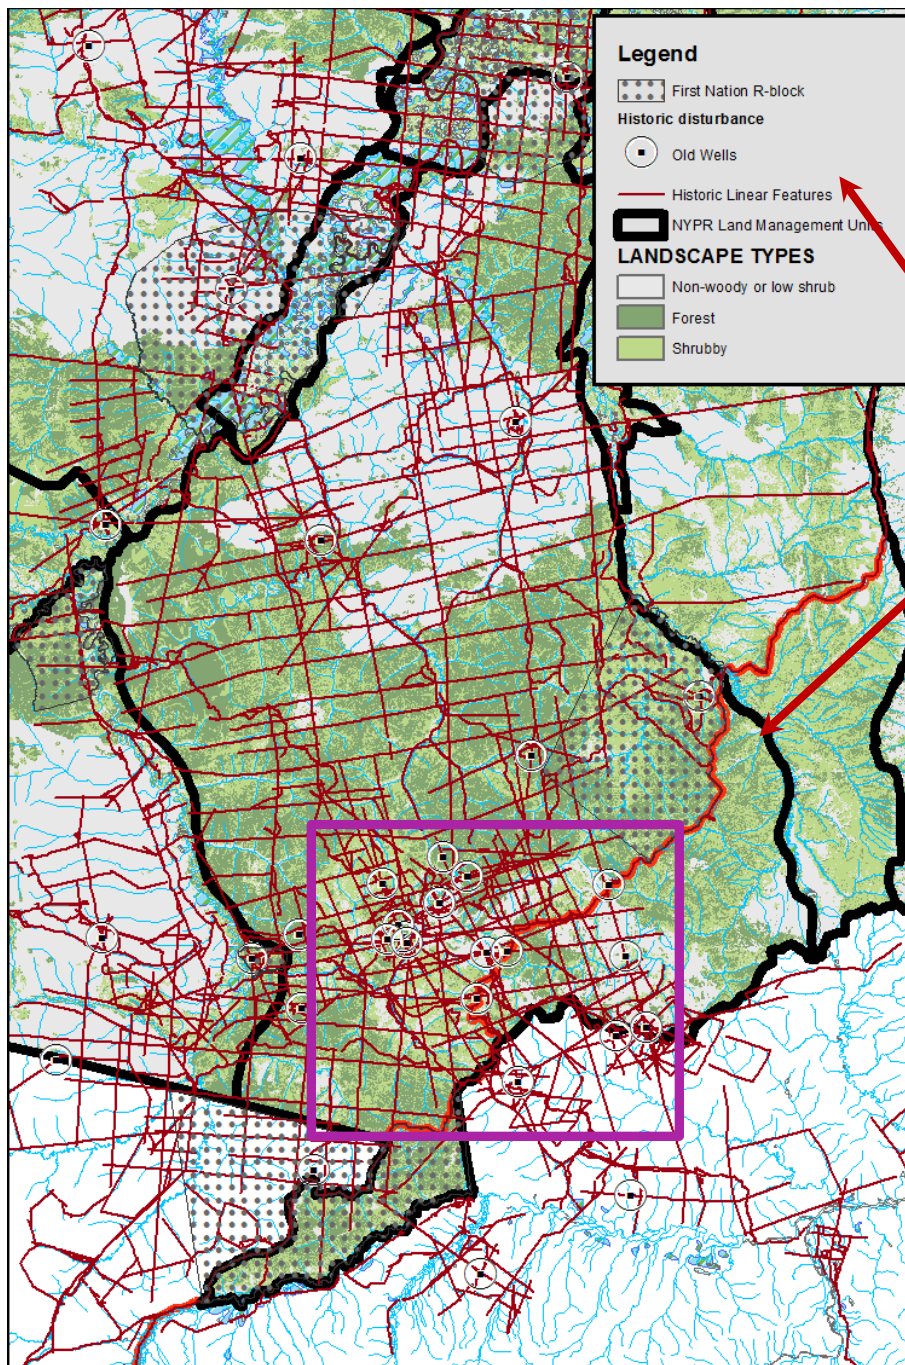 Legend
First Nation R-block
Historic disturbance
Old Wells
Historic Linear Features
NYPR Land Management Units
LANDSCAPE TYPES
Non-woody or low shrub
Forest
Shrubby